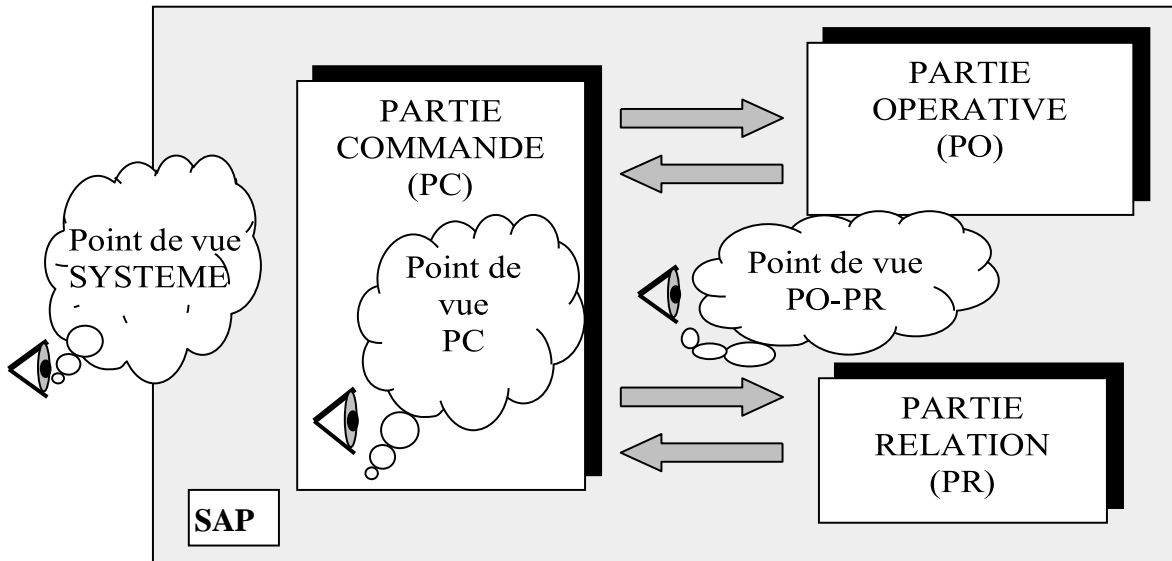 PARTIE
COMMANDE
(PC)
PARTIE
OPERATIVE
(PO)
Point de vue
SYSTEME
Point de
vue
PC
Point de vue
PO-PR
PARTIE
RELATION
(PR)
SAP